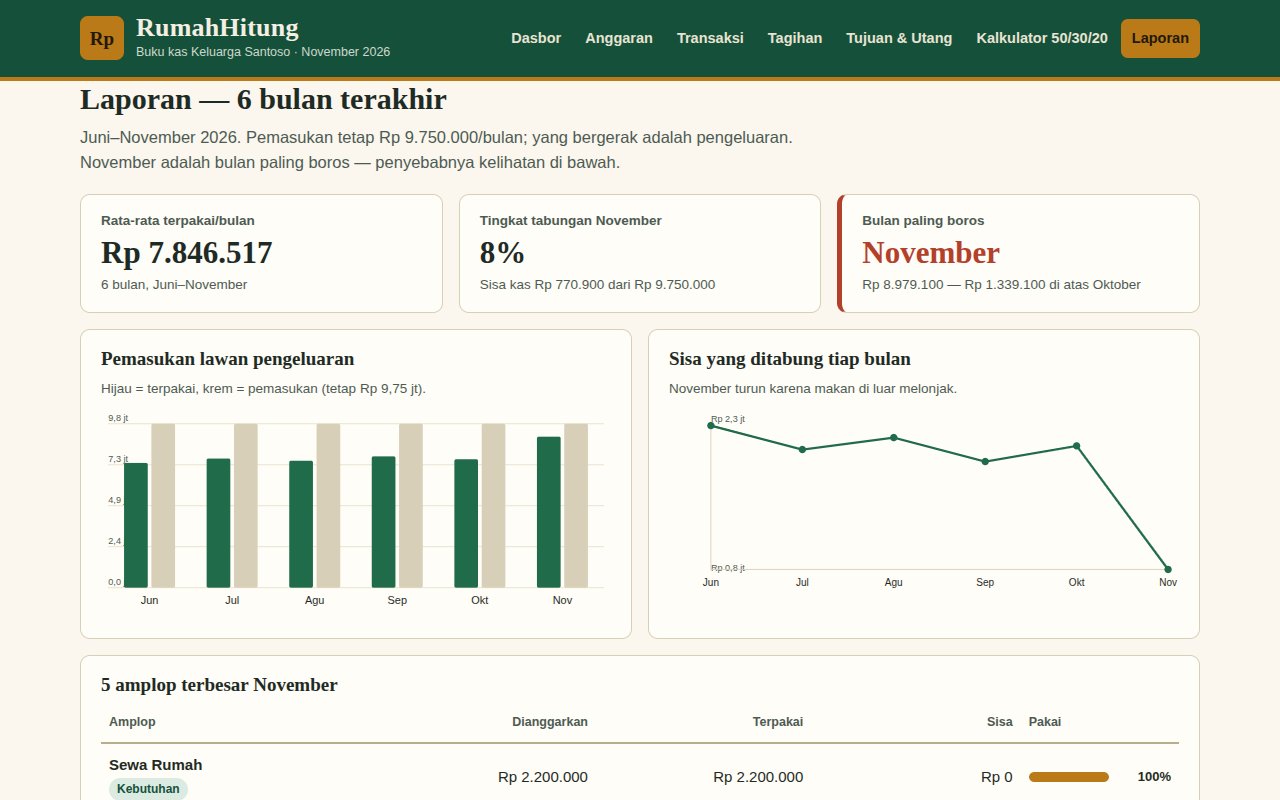 Rp
RumahHitung
Buku kas Keluarga Santoso · November 2026
Dasbor
Anggaran
Transaksi
Tagihan
Tujuan & Utang
Kalkulator 50/30/20
Laporan
Laporan — 6 bulan terakhir
Juni–November 2026. Pemasukan tetap Rp 9.750.000/bulan; yang bergerak adalah pengeluaran.
November adalah bulan paling boros — penyebabnya kelihatan di bawah.
Rata-rata terpakai/bulan
Rp 7.846.517
6 bulan, Juni–November
Tingkat tabungan November
8%
Sisa kas Rp 770.900 dari Rp 9.750.000
Bulan paling boros
November
Rp 8.979.100 — Rp 1.339.100 di atas Oktober
Pemasukan lawan pengeluaran
Hijau = terpakai, krem = pemasukan (tetap Rp 9,75 jt).
9,8 jt
7,3 jt
4,9
2,4
0,0
Jun Jul Agu Sep Okt Nov
Sisa yang ditabung tiap bulan
November turun karena makan di luar melonjak.
Rp 2,3 jt
Rp 0,8 jt
Jun Jul Agu Sep Okt Nov
5 amplop terbesar November
Amplop Dianggarkan Terpakai Sisa Pakai
Sewa Rumah
Kebutuhan
Rp 2.200.000 Rp 2.200.000 Rp 0 100%